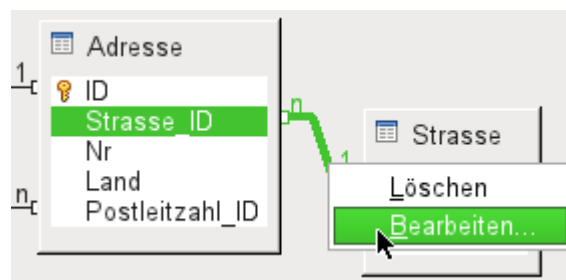 Adresse
1
ID
Strasse_ID
n
Nr
Land
n
Postleitzahl_ID
Strasse
1
Löschen
Bearbeiten...